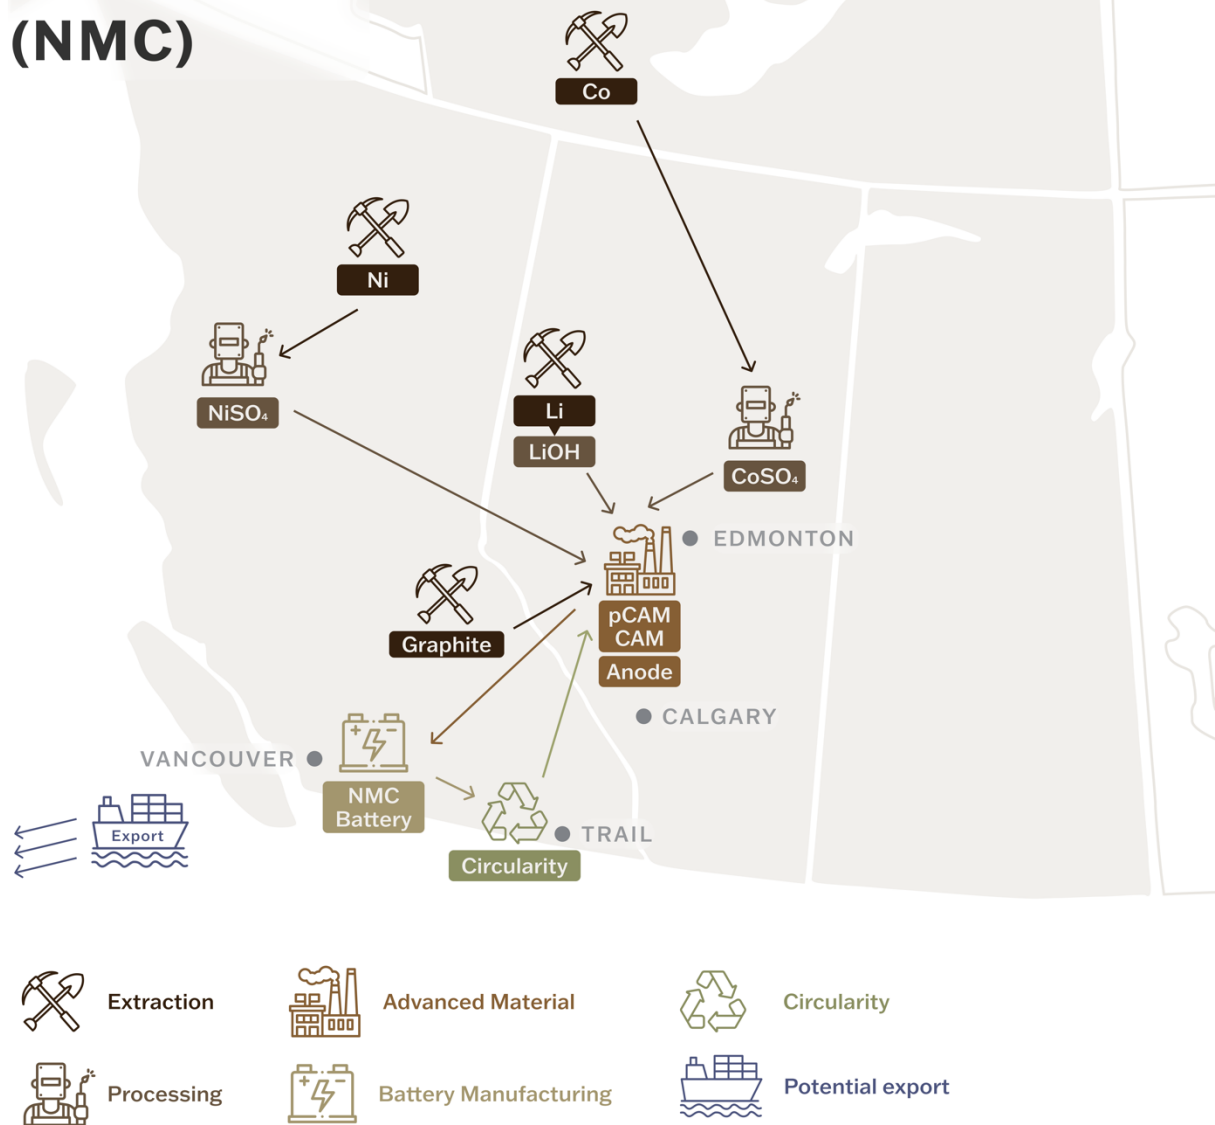 (NMC)
Co
Ni
NiSO₄
Li
LiOH
CoSO₄
EDMONTON
Graphite
pCAM
CAM
Anode
CALGARY
VANCOUVER
NMC
Battery
Export
TRAIL
Circularity
Extraction
Advanced Material
Circularity
Processing
Battery Manufacturing
Potential export